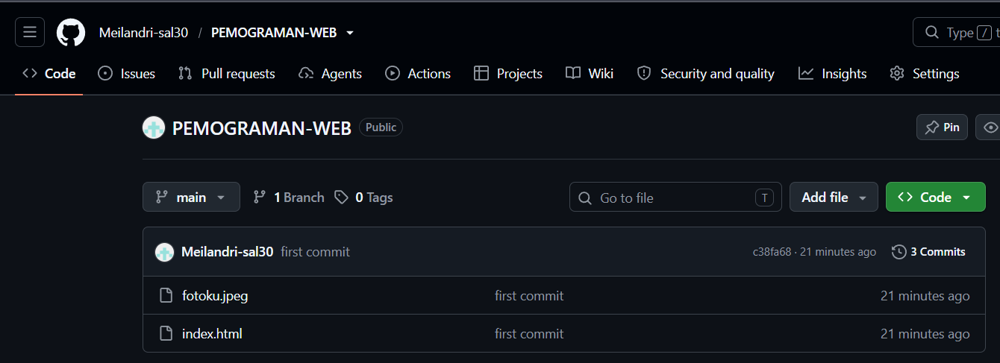 Meilandri-sal30 / PEMOGRAMAN-WEB Type / t
Code Issues Pull requests Agents Actions Projects Wiki Security and quality Insights Settings
PEMOGRAMAN-WEB Public Pin
main 1 Branch 0 Tags Go to file T Add file Code
Meilandri-sal30 first commit c38fa68 · 21 minutes ago 3 Commits
fotoku.jpeg first commit 21 minutes ago
index.html first commit 21 minutes ago